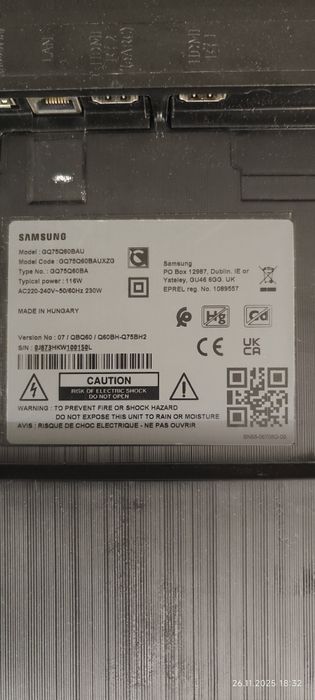 LAN
SAMSUNG
Model : GQ75Q60BAU
Model Code : GQ75Q60BAUXZG
Type No. : GQ75Q60BA
Typical power : 116W
AC220-240V~50/60Hz 230W
Samsung
PO Box 12987, Dublin. IE or
Yateley, GU46 6GG. UK
EPREL reg. No. 1089557
MADE IN HUNGARY
Hg
Cd
Version No : 07 / QBQ60 / Q60BH-Q75BH2
S/N : 0J873HKW100150L
CE
UK
CA
CAUTION
RISK OF ELECTRIC SHOCK
DO NOT OPEN
WARNING : TO PREVENT FIRE OR SHOCK HAZARD
DO NOT EXPOSE THIS UNIT TO RAIN OR MOISTURE
AVIS : RISQUE DE CHOC ELECTRIQUE - NE PAS OUVRIR
26.11.2025 18:32